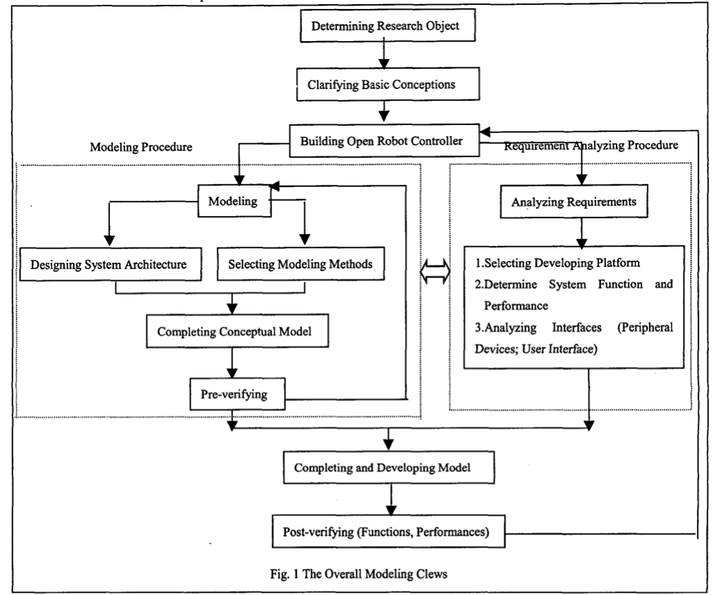 Determining Research Object
Clarifying Basic Conceptions
Building Open Robot Controller
Modeling Procedure
Requirement Analyzing Procedure
Modeling
Analyzing Requirements
Designing System Architecture
Selecting Modeling Methods
1.Selecting Developing Platform
2.Determine System Function and
Performance
3.Analyzing Interfaces (Peripheral
Devices; User Interface)
Completing Conceptual Model
Pre-verifying
Completing and Developing Model
Post-verifying (Functions, Performances)
Fig. 1 The Overall Modeling Clews